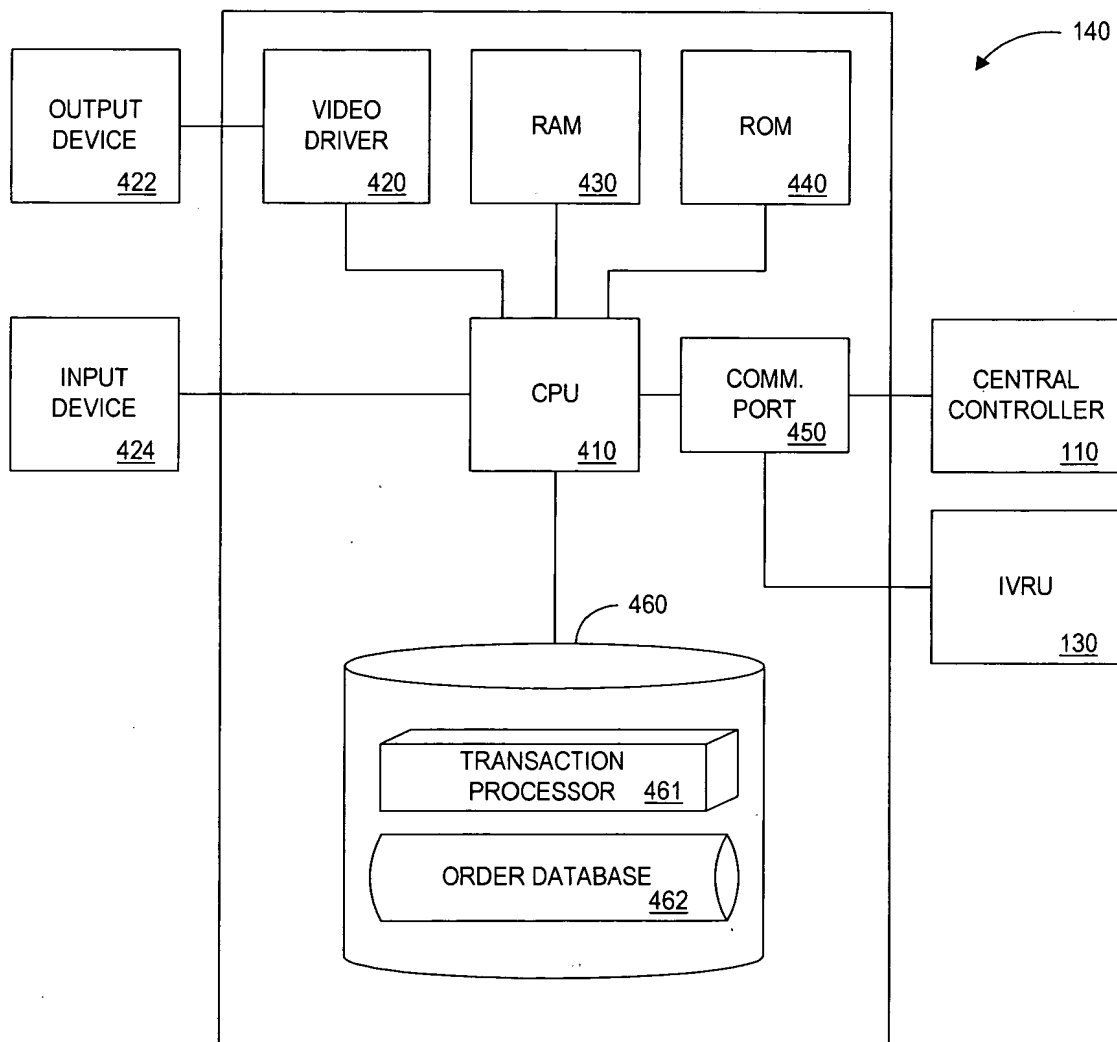 140
OUTPUT
DEVICE
422
VIDEO
DRIVER
420
RAM
430
ROM
440
INPUT
DEVICE
424
CPU
410
COMM.
PORT
450
CENTRAL
CONTROLLER
110
IVRU
130
460
TRANSACTION
PROCESSOR 461
ORDER DATABASE
462